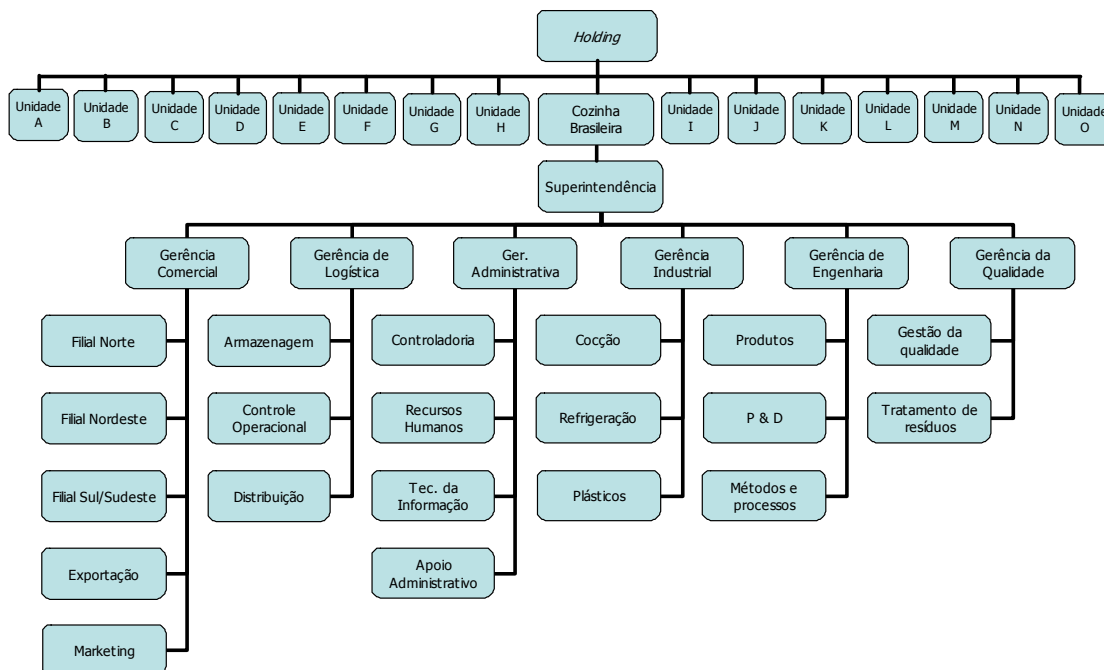 Holding
Unidade
A
Unidade
B
Unidade
C
Unidade
D
Unidade
E
Unidade
F
Unidade
G
Unidade
H
Cozinha
Brasileira
Unidade
I
Unidade
J
Unidade
K
Unidade
L
Unidade
M
Unidade
N
Unidade
O
Superintendência
Gerência
Comercial
Gerência de
Logística
Ger.
Administrativa
Gerência
Industrial
Gerência de
Engenharia
Gerência da
Qualidade
Filial Norte
Armazenagem
Controladoria
Cocção
Produtos
Gestão da
qualidade
Filial Nordeste
Controle
Operacional
Recursos
Humanos
Refrigeração
P & D
Tratamento de
resíduos
Filial Sul/Sudeste
Distribuição
Tec. da
Informação
Plásticos
Métodos e
processos
Exportação
Apoio
Administrativo
Marketing